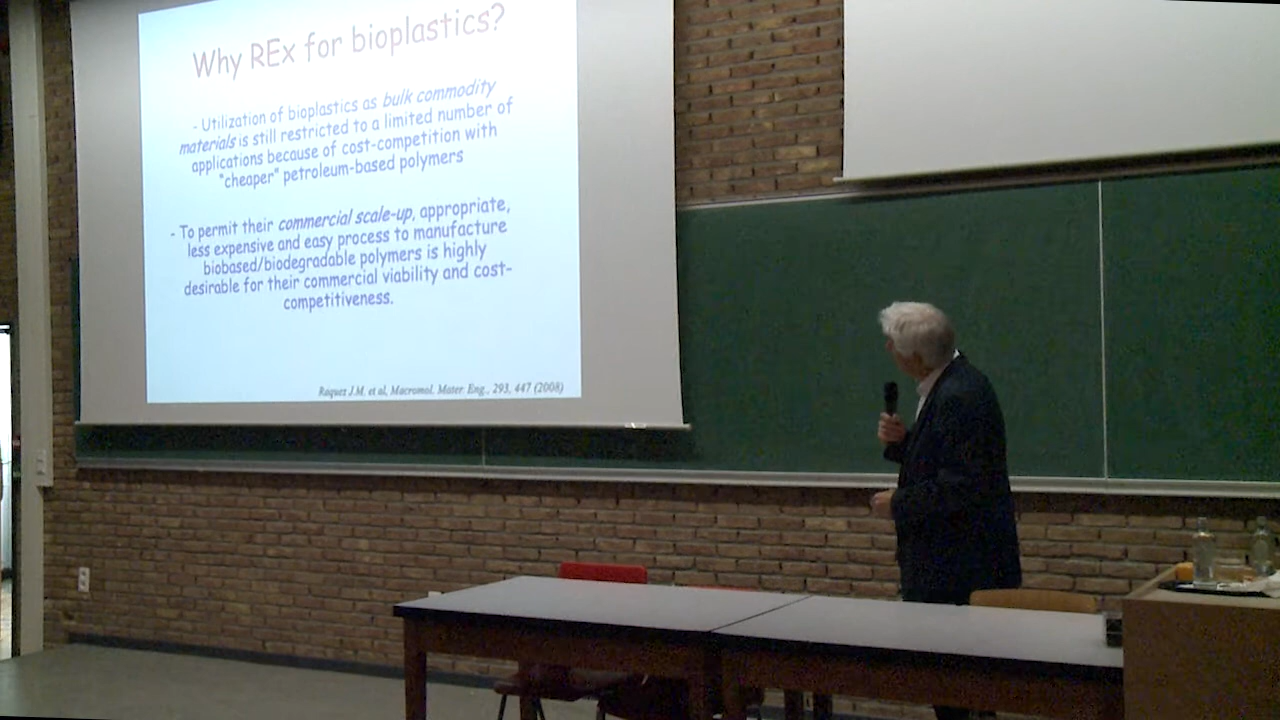 Why REx for bioplastics?
- Utilization of bioplastics as bulk commodity
materials is still restricted to a limited number of
applications because of cost-competition with
"cheaper" petroleum-based polymers
- To permit their commercial scale-up, appropriate,
less expensive and easy process to manufacture
biobased/biodegradable polymers is highly
desirable for their commercial viability and cost-
competitiveness.
Raquez J.M. et al, Macromol. Mater. Eng., 293, 447 (2008)